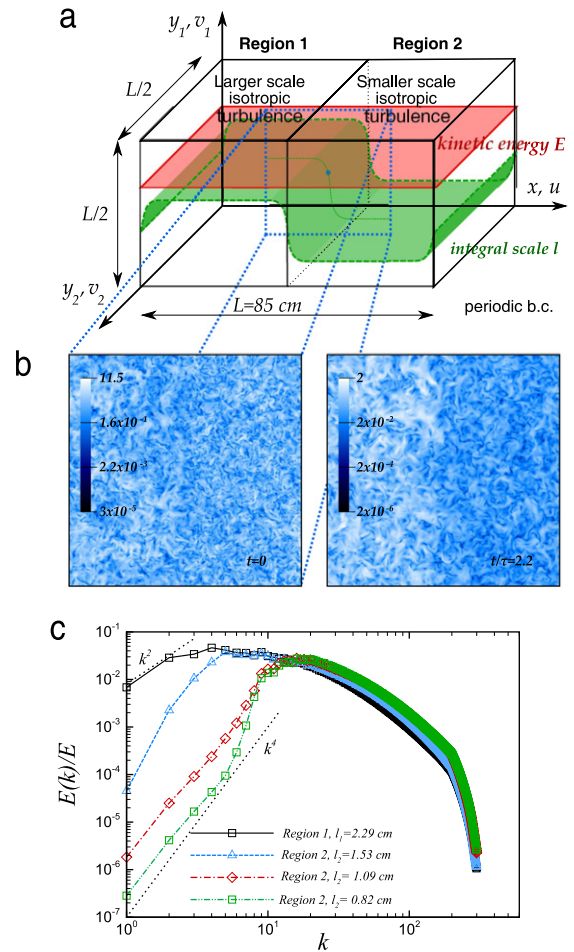 a
y₁, v₁
Region 1
Region 2
L/2
Larger scale
isotropic
turbulence
Smaller scale
isotropic
turbulence
kinetic energy E
L/2
x, u
integral scale l
y₂, v₂
L=85 cm
periodic b.c.
b
11.5
1.6x10⁻¹
2.2x10⁻³
3x10⁻⁵
t=0
2
2x10⁻²
2x10⁻⁴
2x10⁻⁶
t/τ=2.2
c
10⁻¹
10⁻²
10⁻³
10⁻⁴
10⁻⁵
10⁻⁶
10⁻⁷
E(k)/E
k²
k⁴
Region 1, l₁=2.29 cm
Region 2, l₂=1.53 cm
Region 2, l₂=1.09 cm
Region 2, l₂= 0.82 cm
10⁰ 10¹ 10²
k